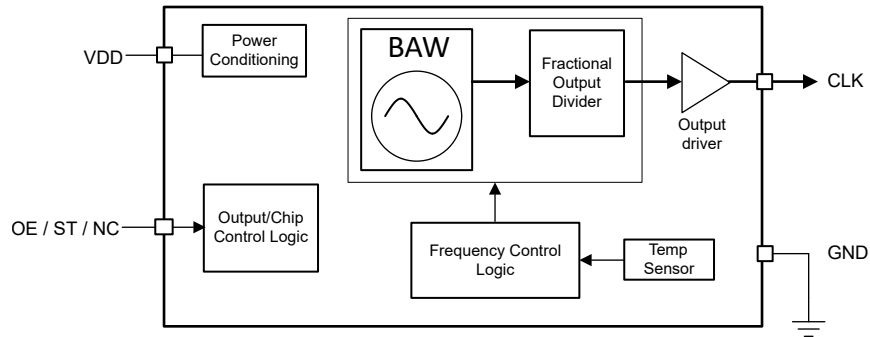 VDD
Power
Conditioning
BAW
Fractional
Output
Divider
Output
driver
CLK
OE / ST / NC
Output/Chip
Control Logic
Frequency Control
Logic
Temp
Sensor
GND